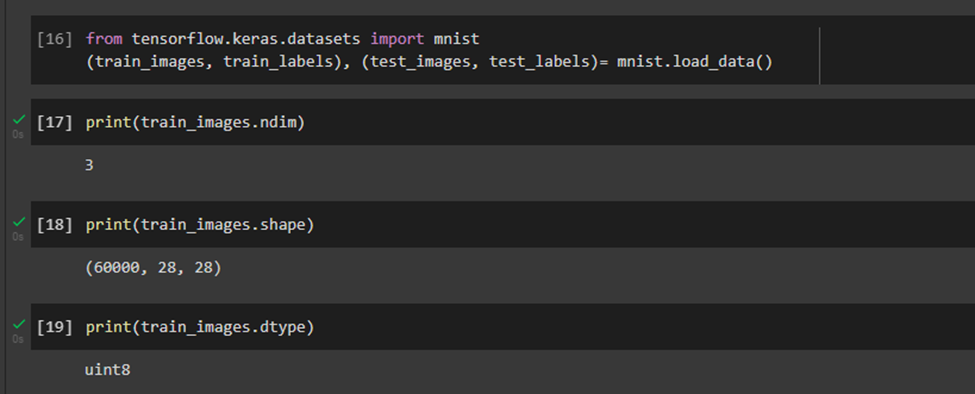 [16] from tensorflow.keras.datasets import mnist
(train_images, train_labels), (test_images, test_labels)= mnist.load_data()
[17] print(train_images.ndim)
0s
3
[18] print(train_images.shape)
0s
(60000, 28, 28)
[19] print(train_images.dtype)
0s
uint8